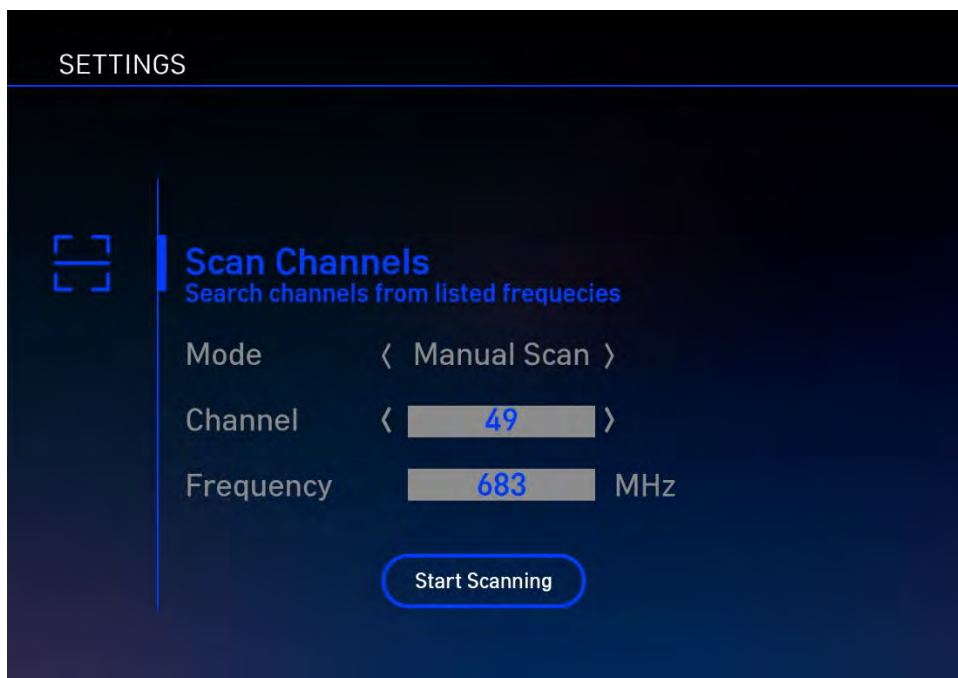 SETTINGS
Scan Channels
Search channels from listed frequecies
Mode 〈 Manual Scan 〉
Channel 〈 49 〉
Frequency 683 MHz
Start Scanning